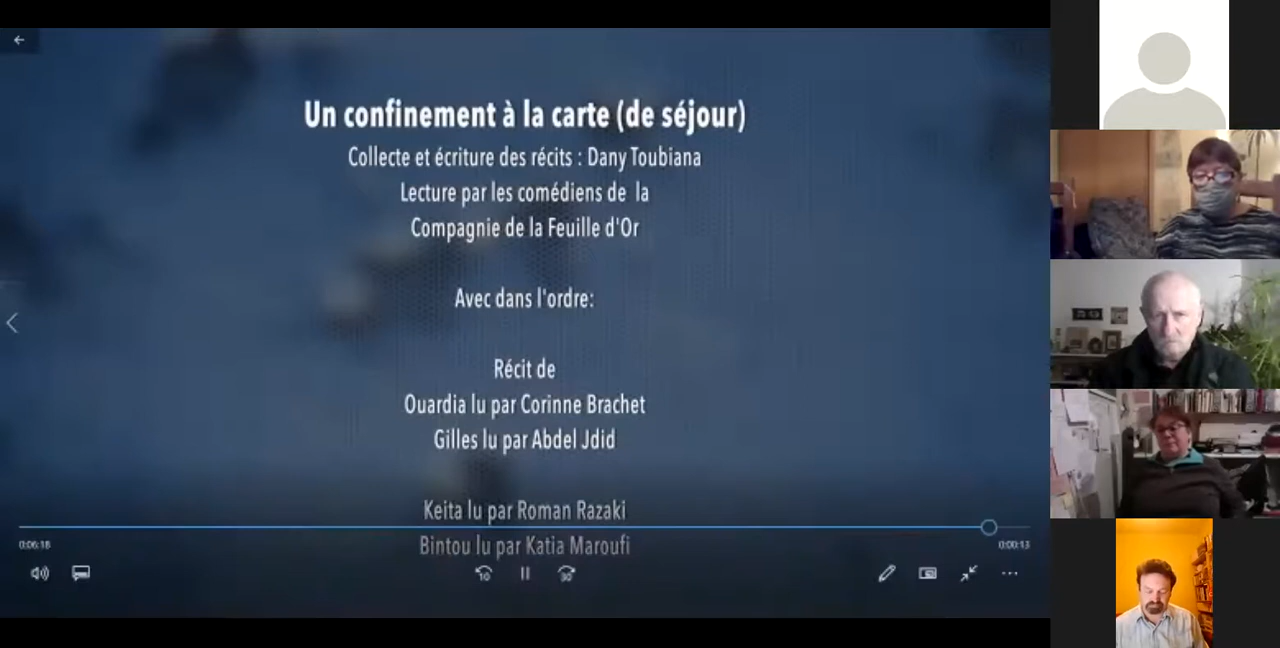 Un confinement à la carte (de séjour)
Collecte et écriture des récits : Dany Toubiana
Lecture par les comédiens de la
Compagnie de la Feuille d'Or
Avec dans l'ordre:
Récit de
Ouardia lu par Corinne Brachet
Gilles lu par Abdel Jdid
Keita lu par Roman Razaki
Bintou lu par Katia Maroufi
0:06:18
0:00:13
10
30